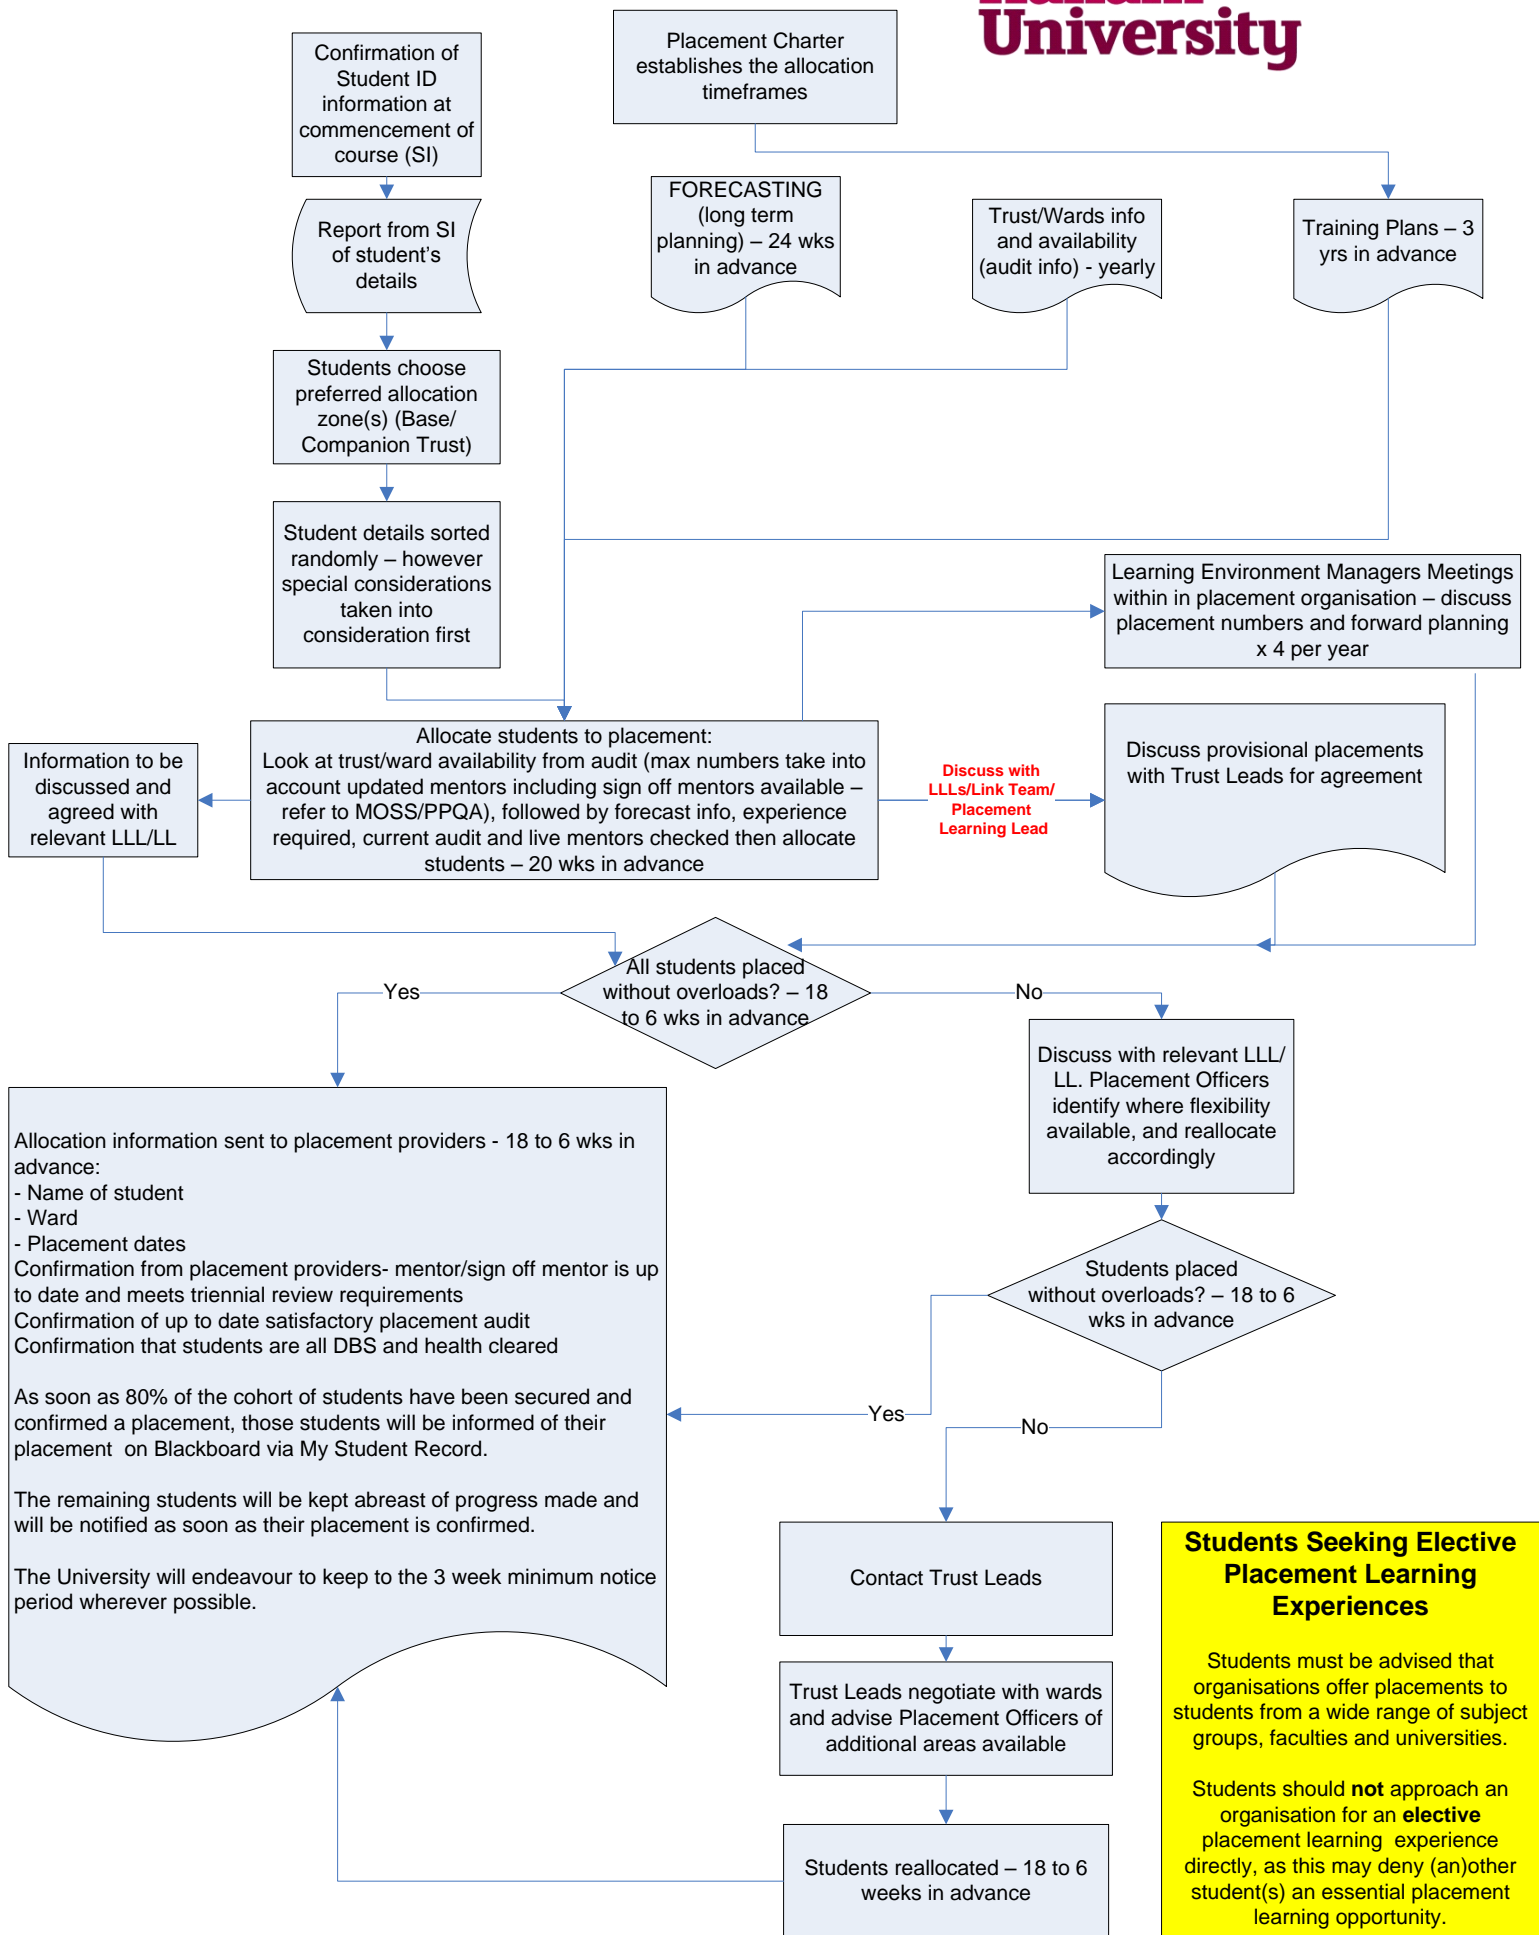 University
Confirmation of
Student ID
information at
commencement of
course (SI)
Placement Charter
establishes the allocation
timeframes
Report from SI
of student's
details
FORECASTING
(long term
planning) – 24 wks
in advance
Trust/Wards info
and availability
(audit info) - yearly
Training Plans – 3
yrs in advance
Students choose
preferred allocation
zone(s) (Base/
Companion Trust)
Student details sorted
randomly – however
special considerations
taken into
consideration first
Learning Environment Managers Meetings
within in placement organisation – discuss
placement numbers and forward planning
x 4 per year
Information to be
discussed and
agreed with
relevant LLL/LL
Allocate students to placement:
Look at trust/ward availability from audit (max numbers take into
account updated mentors including sign off mentors available –
refer to MOSS/PPQA), followed by forecast info, experience
required, current audit and live mentors checked then allocate
students – 20 wks in advance
Discuss with
LLLs/Link Team/
Placement
Learning Lead
Discuss provisional placements
with Trust Leads for agreement
All students placed
without overloads? – 18
to 6 wks in advance
Yes
No
Discuss with relevant LLL/
LL. Placement Officers
identify where flexibility
available, and reallocate
accordingly
Allocation information sent to placement providers - 18 to 6 wks in
advance:
- Name of student
- Ward
- Placement dates
Confirmation from placement providers- mentor/sign off mentor is up
to date and meets triennial review requirements
Confirmation of up to date satisfactory placement audit
Confirmation that students are all DBS and health cleared
As soon as 80% of the cohort of students have been secured and
confirmed a placement, those students will be informed of their
placement  on Blackboard via My Student Record.
The remaining students will be kept abreast of progress made and
will be notified as soon as their placement is confirmed.
The University will endeavour to keep to the 3 week minimum notice
period wherever possible.
Students placed
without overloads? – 18 to 6
wks in advance
Yes
No
Contact Trust Leads
Trust Leads negotiate with wards
and advise Placement Officers of
additional areas available
Students reallocated – 18 to 6
weeks in advance
Students Seeking Elective
Placement Learning
Experiences
Students must be advised that
organisations offer placements to
students from a wide range of subject
groups, faculties and universities.
Students should not approach an
organisation for an elective
placement learning  experience
directly, as this may deny (an)other
student(s) an essential placement
learning opportunity.